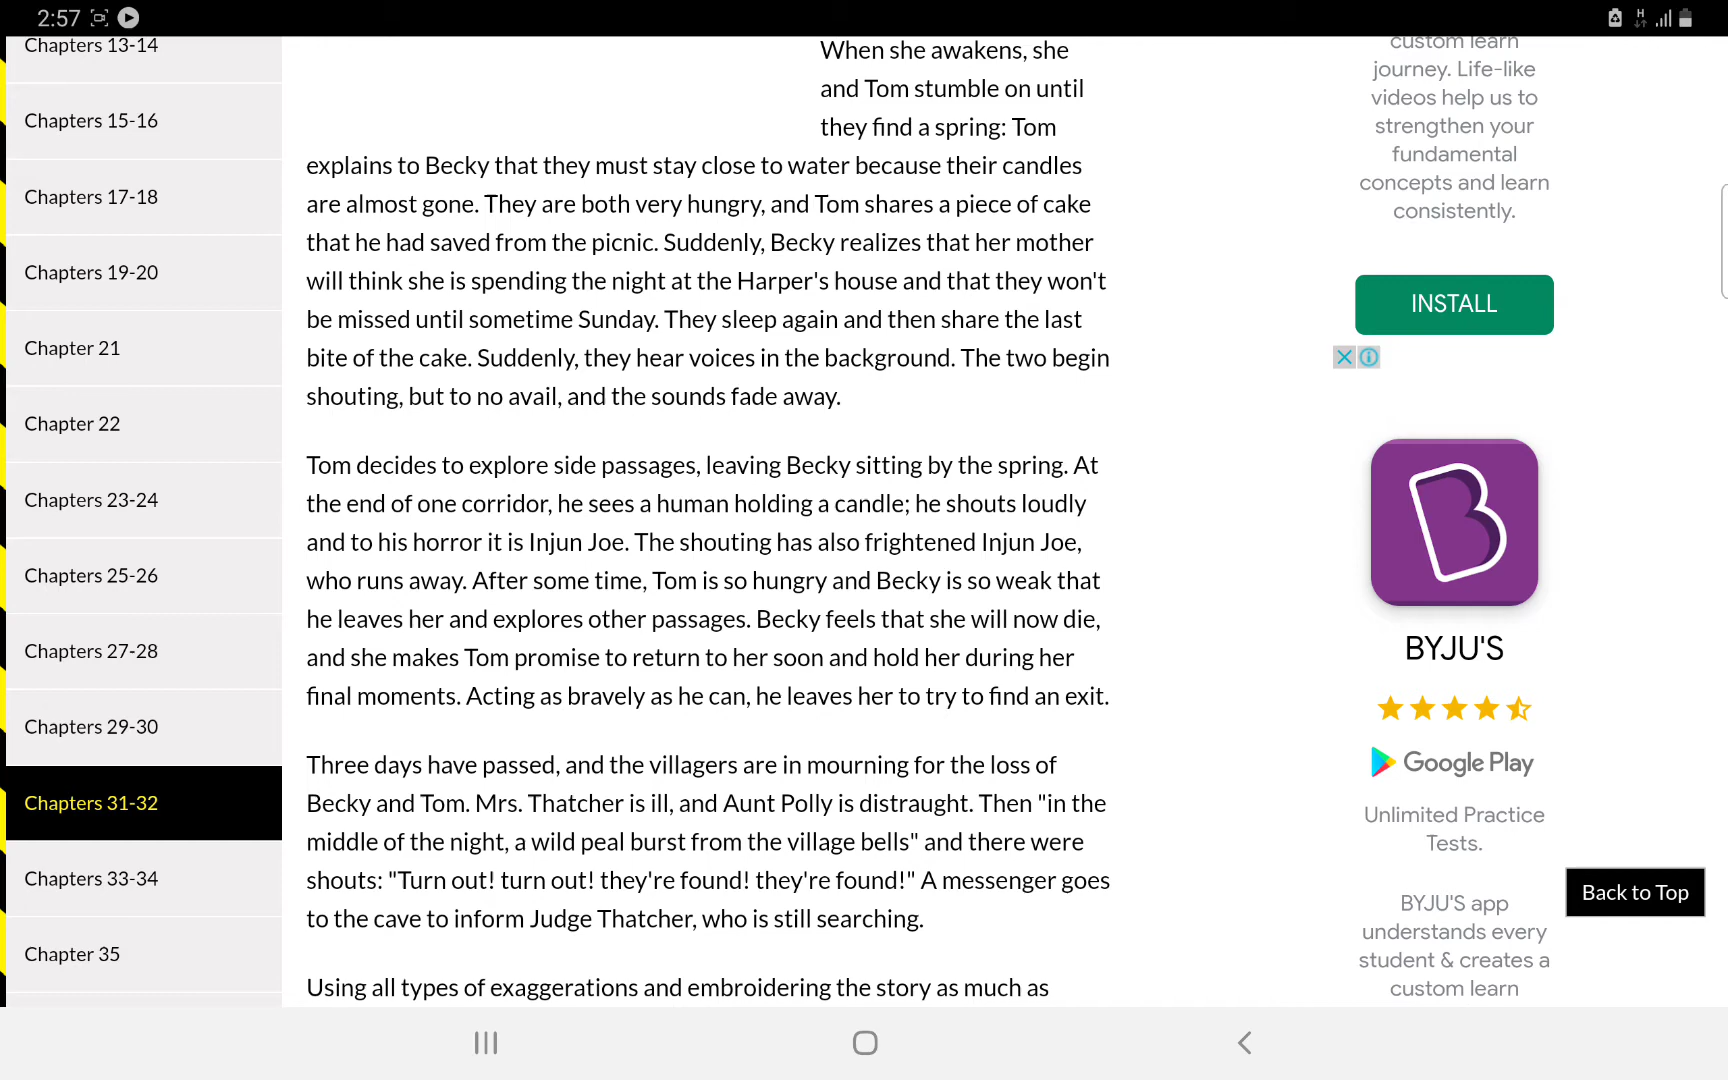 2:57
H
Chapters 13-14
Chapters 15-16
Chapters 17-18
Chapters 19-20
Chapter 21
Chapter 22
Chapters 23-24
Chapters 25-26
Chapters 27-28
Chapters 29-30
Chapters 31-32
Chapters 33-34
Chapter 35
When she awakens, she
and Tom stumble on until
they find a spring: Tom
explains to Becky that they must stay close to water because their candles
are almost gone. They are both very hungry, and Tom shares a piece of cake
that he had saved from the picnic. Suddenly, Becky realizes that her mother
will think she is spending the night at the Harper's house and that they won't
be missed until sometime Sunday. They sleep again and then share the last
bite of the cake. Suddenly, they hear voices in the background. The two begin
shouting, but to no avail, and the sounds fade away.
Tom decides to explore side passages, leaving Becky sitting by the spring. At
the end of one corridor, he sees a human holding a candle; he shouts loudly
and to his horror it is Injun Joe. The shouting has also frightened Injun Joe,
who runs away. After some time, Tom is so hungry and Becky is so weak that
he leaves her and explores other passages. Becky feels that she will now die,
and she makes Tom promise to return to her soon and hold her during her
final moments. Acting as bravely as he can, he leaves her to try to find an exit.
Three days have passed, and the villagers are in mourning for the loss of
Becky and Tom. Mrs. Thatcher is ill, and Aunt Polly is distraught. Then "in the
middle of the night, a wild peal burst from the village bells" and there were
shouts: "Turn out! turn out! they're found! they're found!" A messenger goes
to the cave to inform Judge Thatcher, who is still searching.
Using all types of exaggerations and embroidering the story as much as
custom learn
journey. Life-like
videos help us to
strengthen your
fundamental
concepts and learn
consistently.
INSTALL
B
BYJU'S
Google Play
Unlimited Practice
Tests.
BYJU'S app
understands every
student & creates a
custom learn
Back to Top